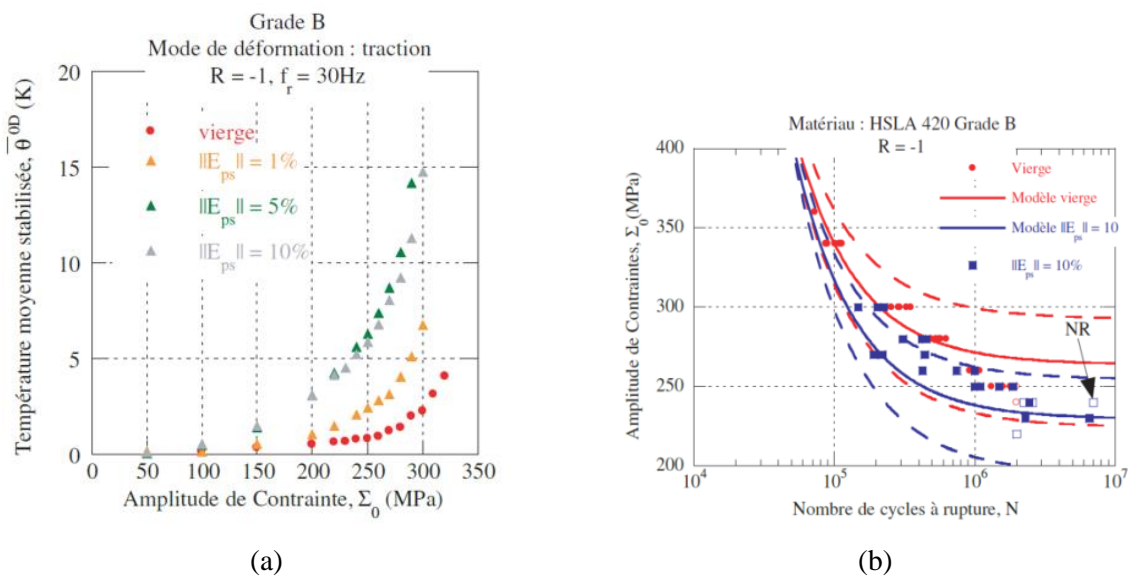 Grade B
Mode de déformation : traction
R = -1, f_r = 30Hz
Température moyenne stabilisée, θ̄^0D (K)
20
15
10
5
0
vierge
||E_ps|| = 1%
||E_ps|| = 5%
||E_ps|| = 10%
0 50 100 150 200 250 300 350
Amplitude de Contrainte, Σ_0 (MPa)
(a)
Matériau : HSLA 420 Grade B
R = -1
Amplitude de Contraintes, Σ_0 (MPa)
400
350
300
250
200
Vierge
Modèle vierge
Modèle ||E_ps|| = 10
||E_ps|| = 10%
NR
10^4 10^5 10^6 10^7
Nombre de cycles à rupture, N
(b)